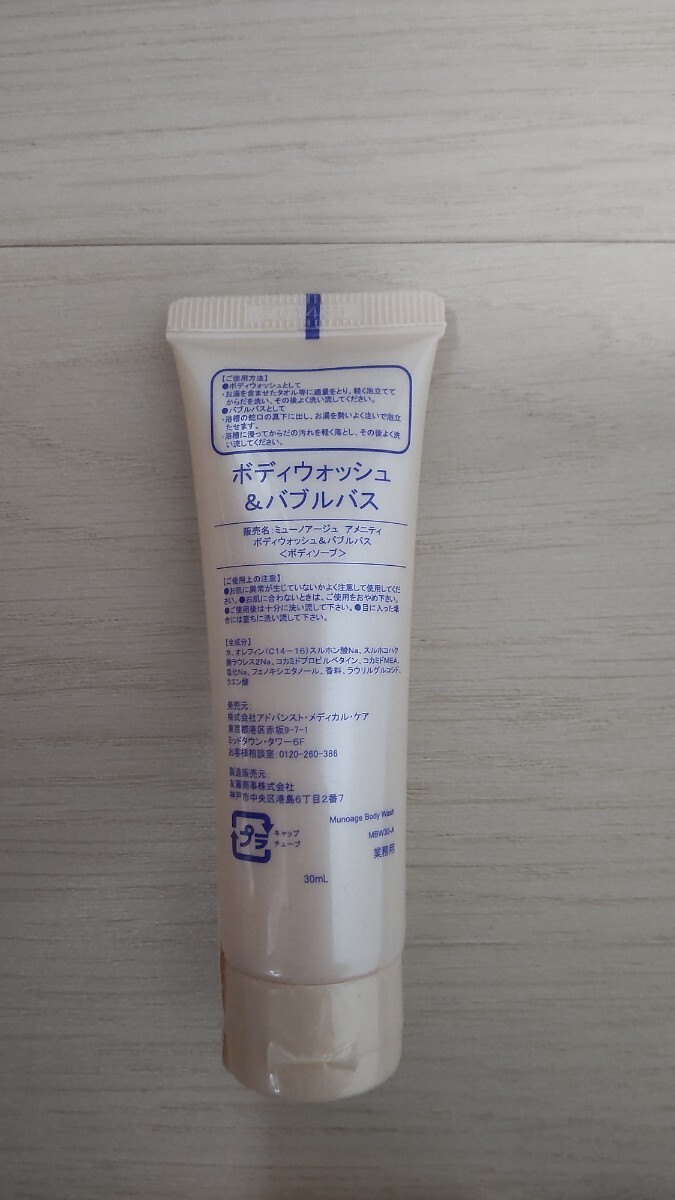 【ご使用方法】
●ボディウォッシュとして
・お湯を含ませたタオル等に適量をとり、軽く泡立てて
からだを洗い、その後よく洗い流してください。
●バブルバスとして
・浴槽の蛇口の真下に出し、お湯を勢いよく注いで泡立
たせます。
・浴槽に浸ってからだの汚れを軽く落とし、その後よく洗
い流してください。
ボディウォッシュ
&バブルバス
販売名:ミューノアージュ アメニティ
ボディウォッシュ&バブルバス
<ボディソープ>
【ご使用上の注意】
●お肌に異常が生じていないかよく注意して使用してくだ
さい。●お肌に合わないときは、ご使用をおやめ下さい。
●ご使用後は十分に洗い流して下さい。●目に入った場
合には直ちに洗い流して下さい。
【全成分】
水、オレフィン(C14-16)スルホン酸Na、スルホコハク
酸ラウレス2Na、コカミドプロピルベタイン、コカミドMEA、
塩化Na、フェノキシエタノール、香料、ラウリルグルコシド、
クエン酸
発売元:
株式会社アドバンスト・メディカル・ケア
東京都港区赤坂9-7-1
ミッドタウン・タワー6F
お客様相談室:0120-260-386
製造販売元:
友藤商事株式会社
神戸市中央区港島6丁目2番7
プラ
キャップ
チューブ
Munoage Body Wash
MBW30-A
業務用
30mL